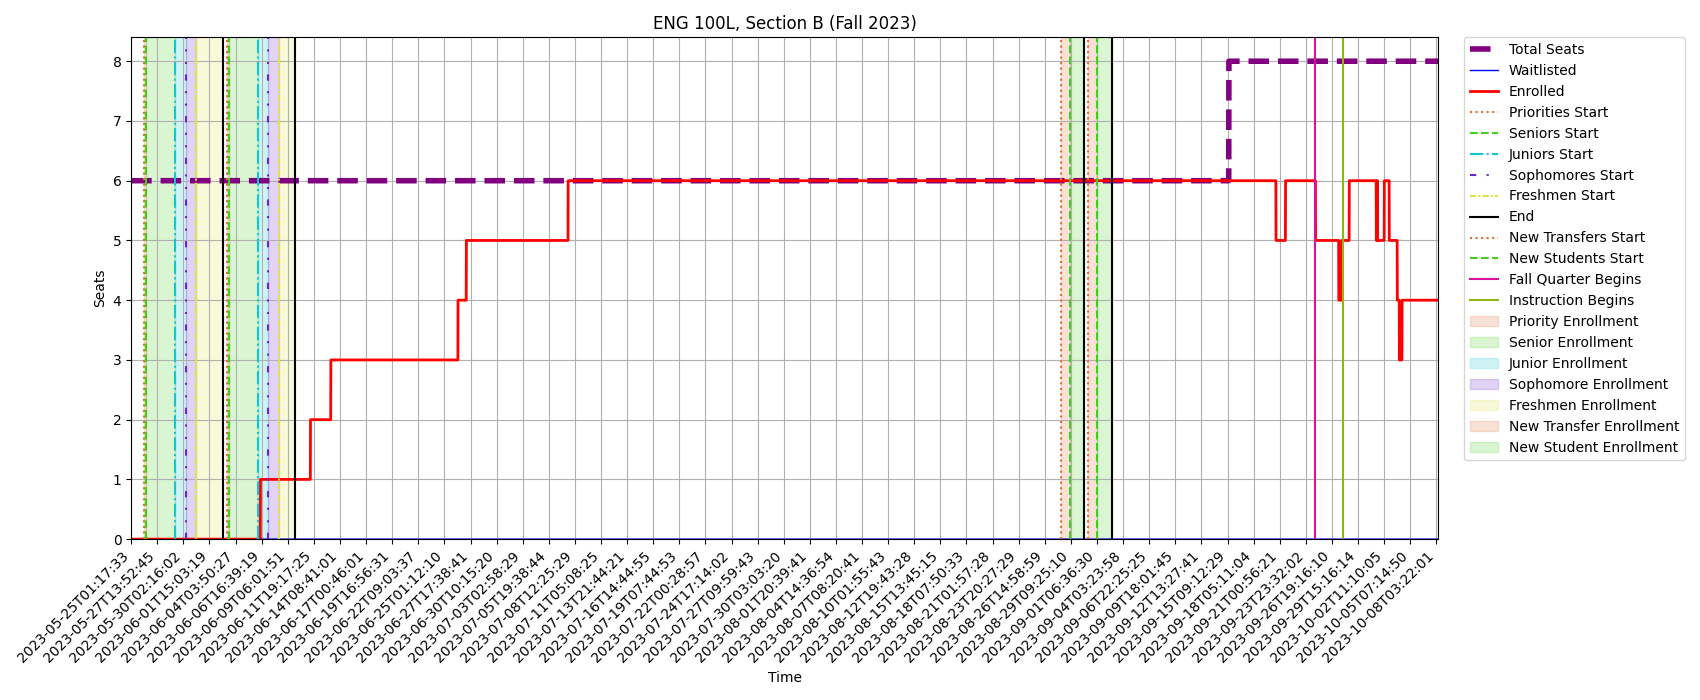 ENG 100L, Section B (Fall 2023)
Seats
8
7
6
5
4
3
2
1
0
2023-05-25T01:17:33
2023-05-27T13:52:45
2023-05-30T02:16:02
2023-06-01T15:03:19
2023-06-04T03:50:27
2023-06-06T16:39:19
2023-06-09T06:01:51
2023-06-11T19:17:25
2023-06-14T08:41:01
2023-06-17T00:46:01
2023-06-19T16:56:31
2023-06-22T09:03:37
2023-06-25T01:12:10
2023-06-27T17:38:41
2023-06-30T10:15:20
2023-07-03T02:58:29
2023-07-05T19:38:44
2023-07-08T12:25:29
2023-07-11T05:08:25
2023-07-13T21:44:21
2023-07-16T14:44:55
2023-07-19T07:44:53
2023-07-22T00:28:57
2023-07-24T17:14:02
2023-07-27T09:59:43
2023-07-30T03:03:20
2023-08-01T20:39:41
2023-08-04T14:36:54
2023-08-07T08:20:41
2023-08-10T01:55:43
2023-08-12T19:43:28
2023-08-15T13:45:15
2023-08-18T07:50:33
2023-08-21T01:57:28
2023-08-23T20:27:29
2023-08-26T14:58:59
2023-08-29T09:25:10
2023-09-01T06:36:30
2023-09-04T03:23:58
2023-09-06T22:25:25
2023-09-09T18:01:45
2023-09-12T13:27:41
2023-09-15T09:12:29
2023-09-18T05:11:04
2023-09-21T00:56:21
2023-09-23T23:32:02
2023-09-26T19:16:10
2023-09-29T15:16:14
2023-10-02T11:10:05
2023-10-05T07:14:50
2023-10-08T03:22:01
Time
Total Seats
Waitlisted
Enrolled
Priorities Start
Seniors Start
Juniors Start
Sophomores Start
Freshmen Start
End
New Transfers Start
New Students Start
Fall Quarter Begins
Instruction Begins
Priority Enrollment
Senior Enrollment
Junior Enrollment
Sophomore Enrollment
Freshmen Enrollment
New Transfer Enrollment
New Student Enrollment